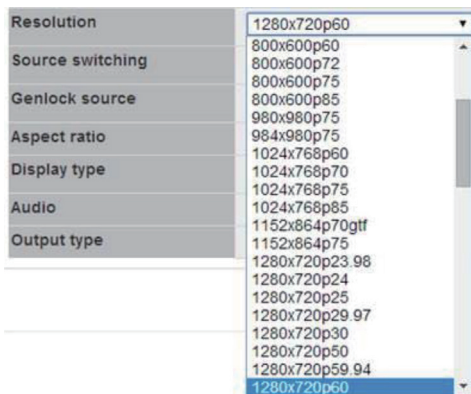 Resolution
1280x720p60
Source switching
Genlock source
Aspect ratio
Display type
Audio
Output type
800x600p60
800x600p72
800x600p75
800x600p85
980x980p75
984x980p75
1024x768p60
1024x768p70
1024x768p75
1024x768p85
1152x864p70gtf
1152x864p75
1280x720p23.98
1280x720p24
1280x720p25
1280x720p29.97
1280x720p30
1280x720p50
1280x720p59.94
1280x720p60